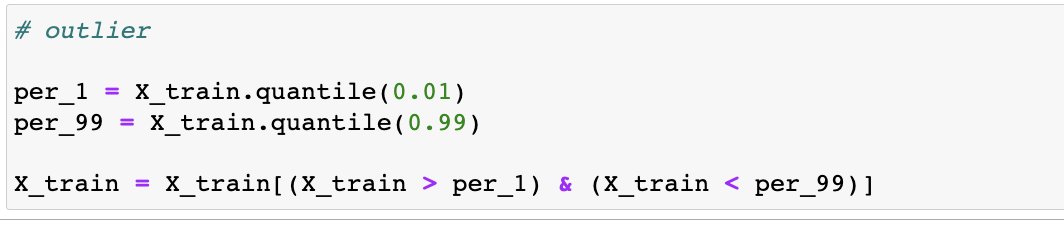 # outlier
per_1 = X_train.quantile(0.01)
per_99 = X_train.quantile(0.99)
X_train = X_train[(X_train > per_1) & (X_train < per_99)]